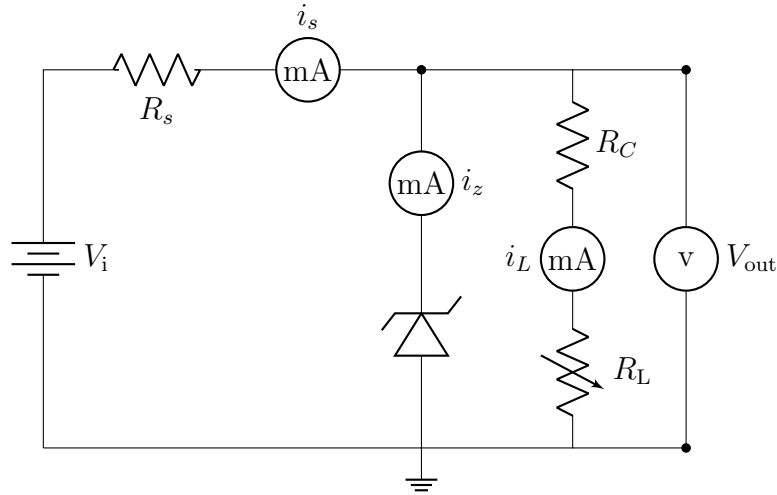 i_s
mA
R_s
R_C
mA i_z
V_i
i_L mA
v V_out
R_L